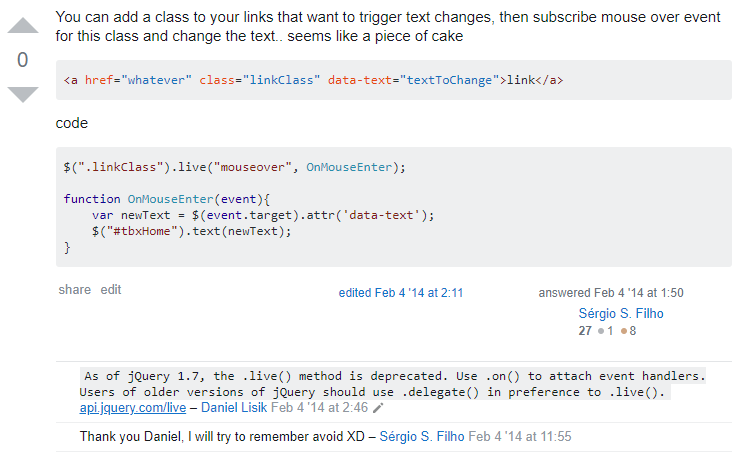 You can add a class to your links that want to trigger text changes, then subscribe mouse over event
for this class and change the text.. seems like a piece of cake
0
<a href="whatever" class="linkClass" data-text="textToChange">link</a>
code
$(".linkClass").live("mouseover", OnMouseEnter);
function OnMouseEnter(event){
    var newText = $(event.target).attr('data-text');
    $("#tbxHome").text(newText);
}
share edit
edited Feb 4 '14 at 2:11
answered Feb 4 '14 at 1:50
Sérgio S. Filho
27 ●1 ●8
As of jQuery 1.7, the .live() method is deprecated. Use .on() to attach event handlers.
Users of older versions of jQuery should use .delegate() in preference to .live().
api.jquery.com/live – Daniel Lisik Feb 4 '14 at 2:46
Thank you Daniel, I will try to remember avoid XD – Sérgio S. Filho Feb 4 '14 at 11:55